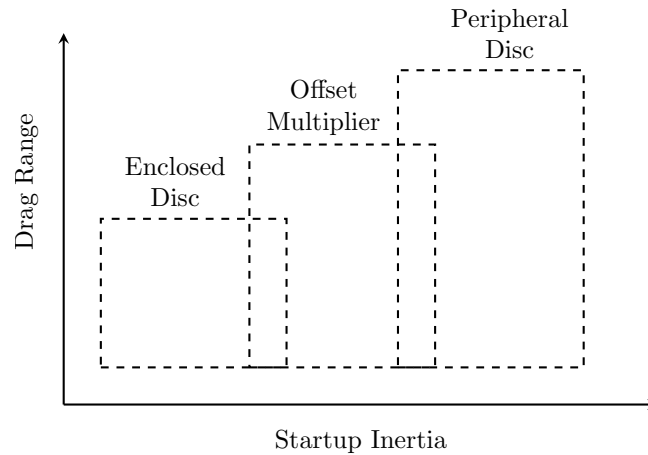 Peripheral
Disc
Offset
Multiplier
Enclosed
Disc
Drag Range
Startup Inertia